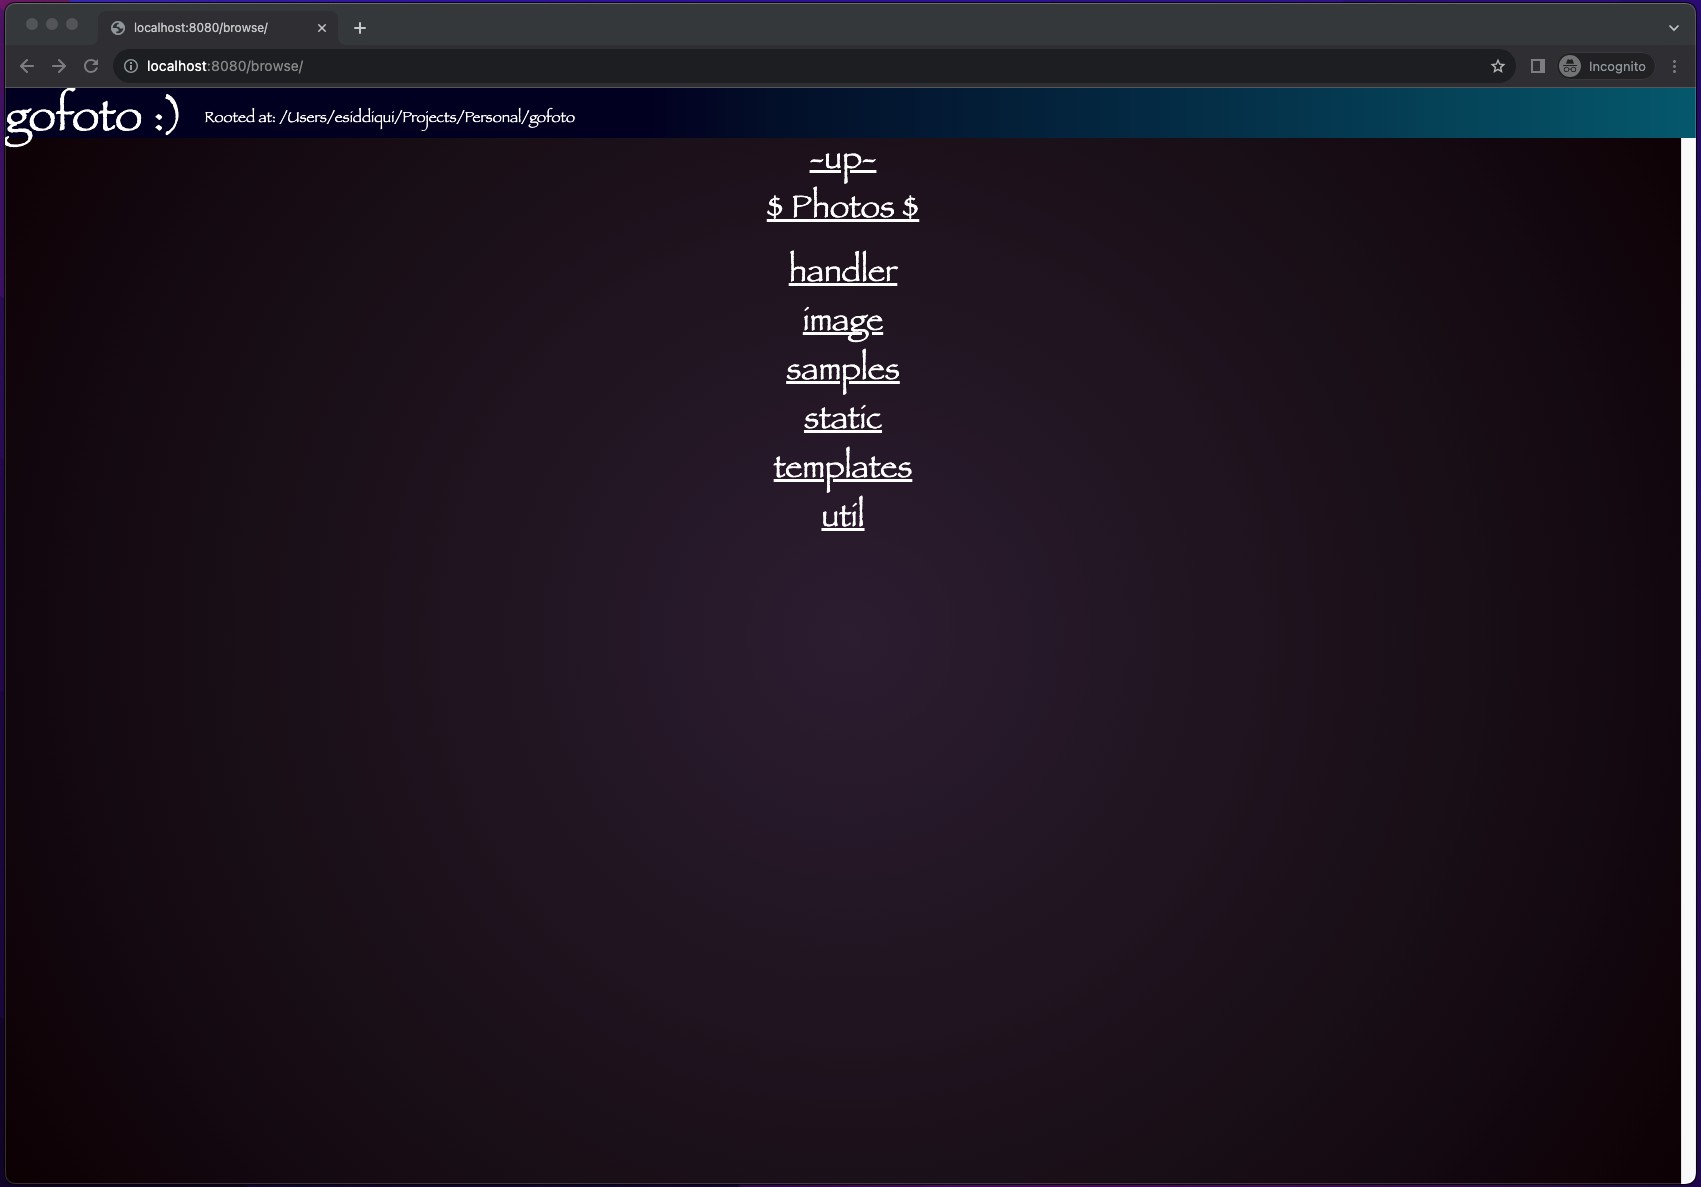 localhost:8080/browse/
localhost:8080/browse/
Incognito
gofoto :)
Rooted at: /Users/esiddiqui/Projects/Personal/gofoto
-up-
$ Photos $
handler
image
samples
static
templates
util